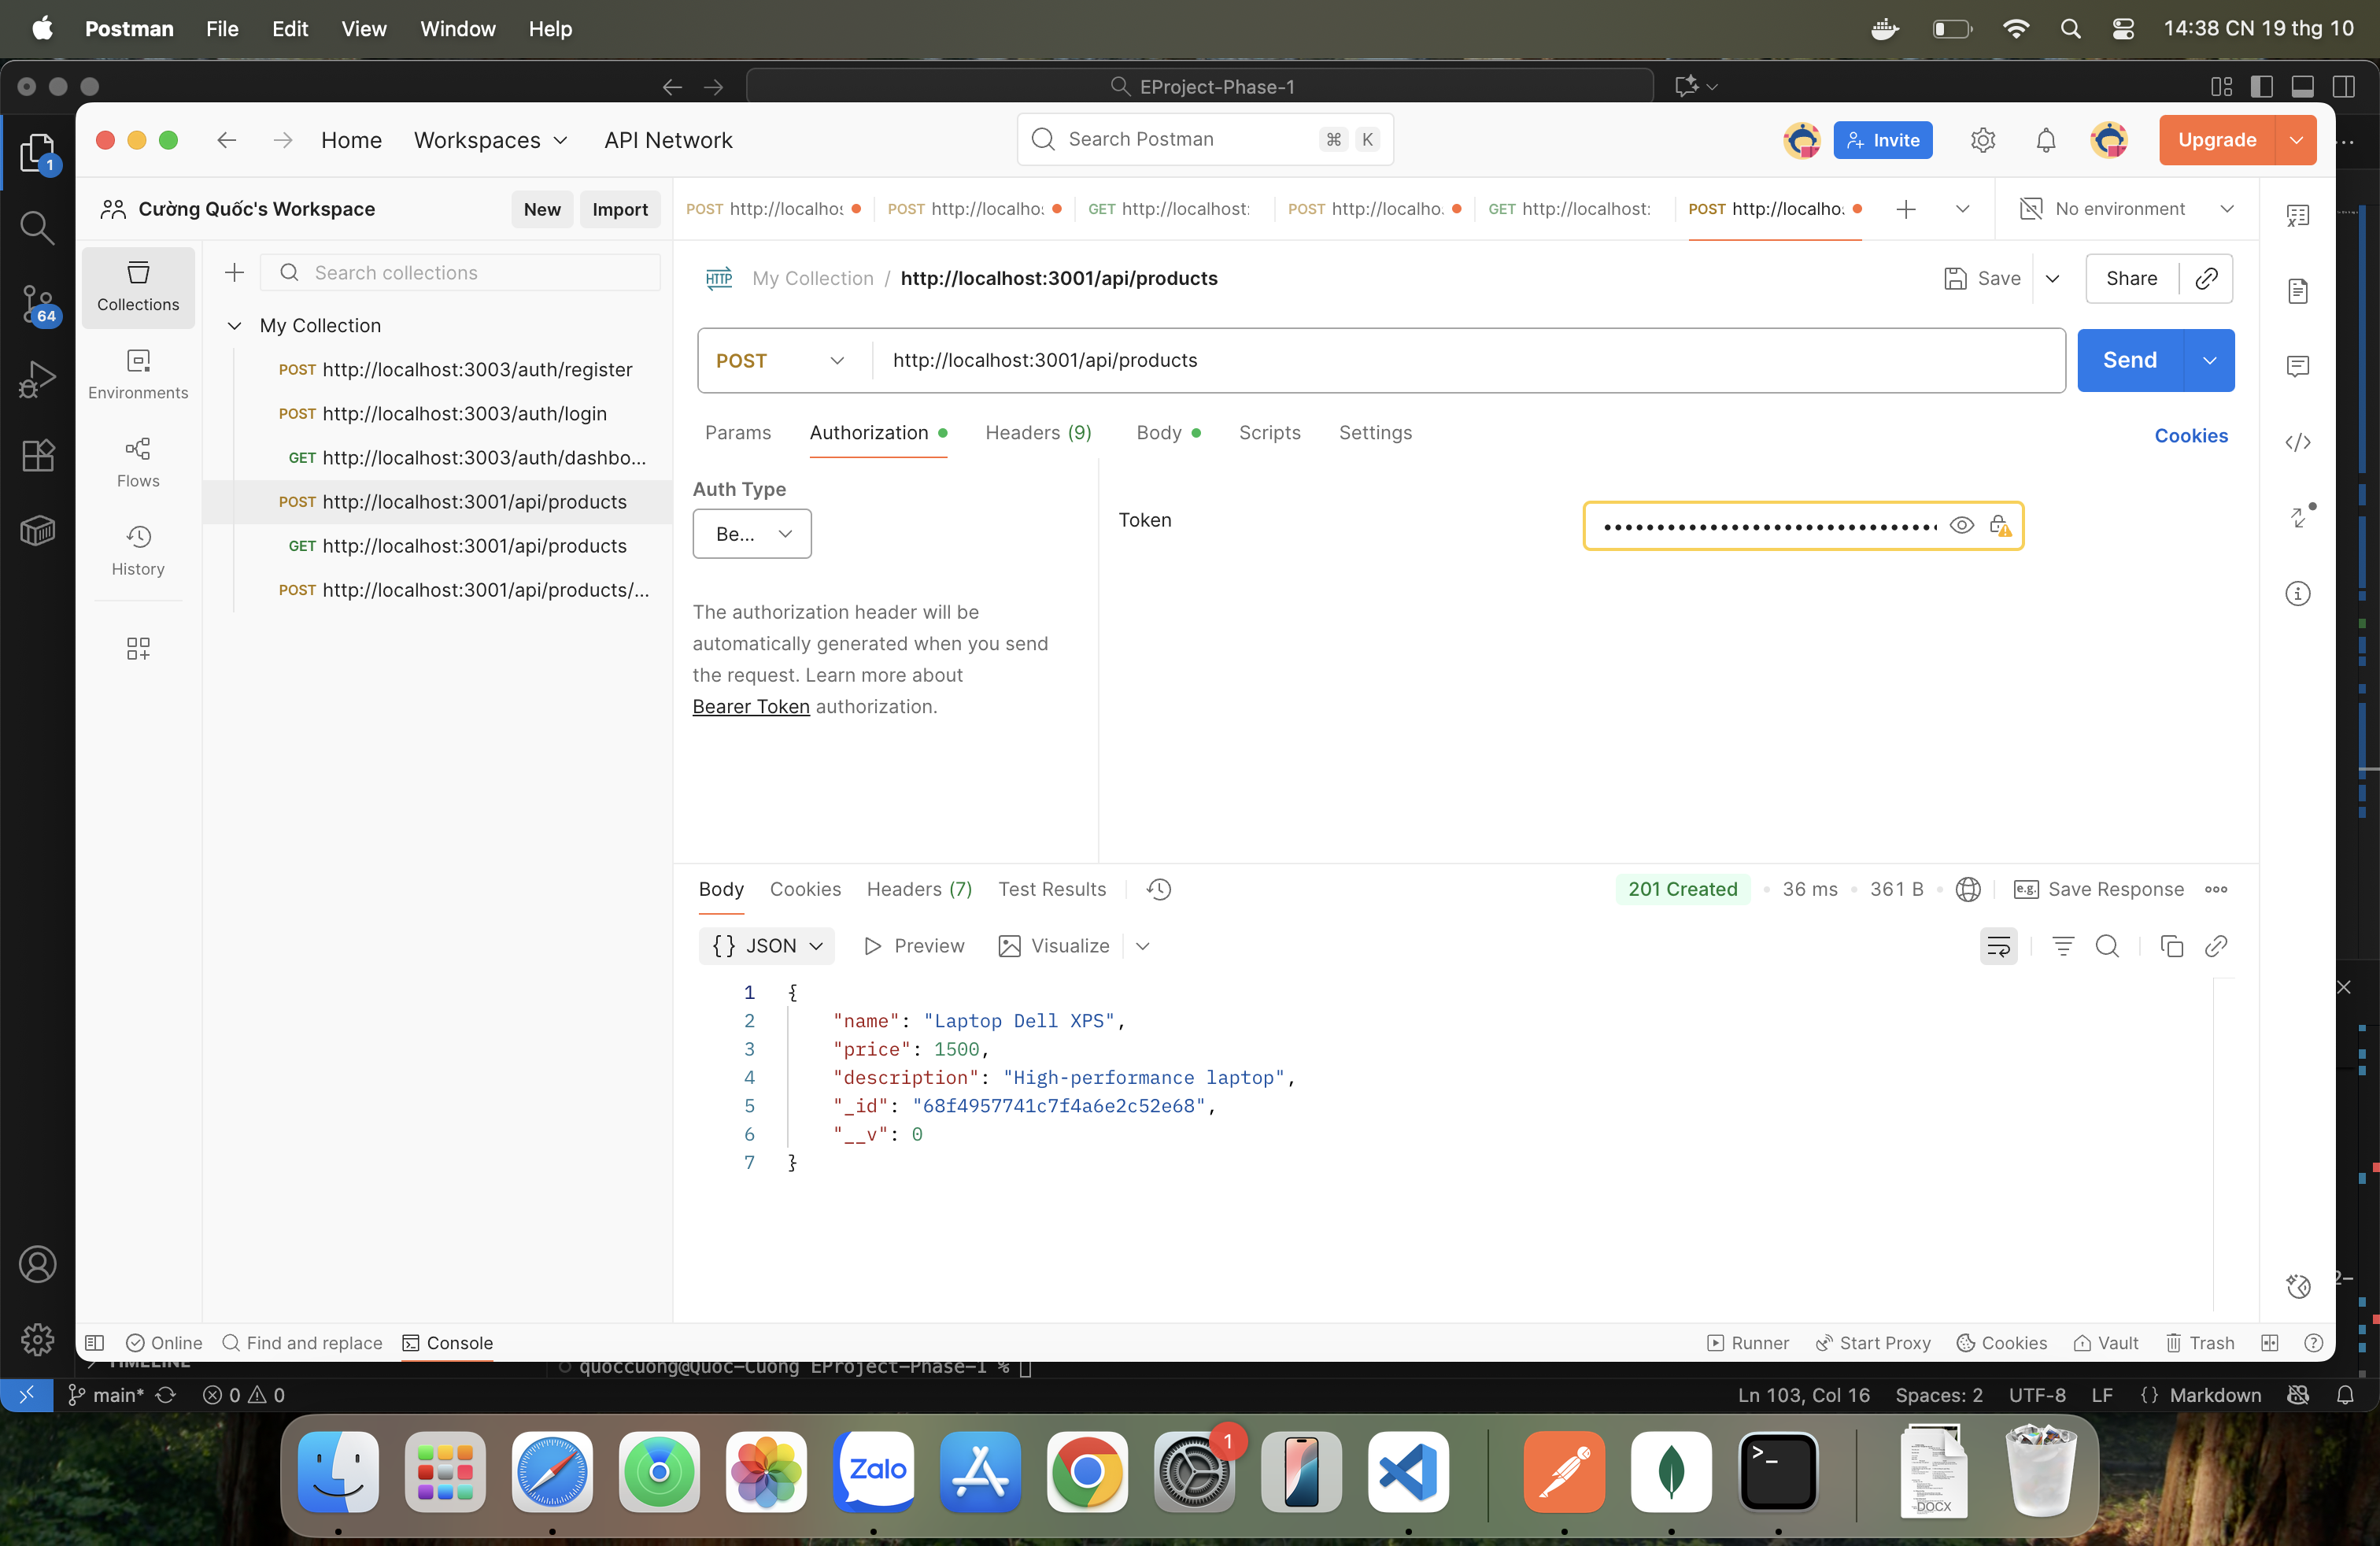 Postman File Edit View Window Help 14:38 CN 19 thg 10
EProject-Phase-1
Home Workspaces API Network Search Postman ⌘ K Invite Upgrade
1
Cường Quốc's Workspace New Import
POST http://localhos POST http://localho: GET http://localhost: POST http://localho. GET http://localhost: POST http://localho. No environment
Collections
Search collections
HTTP My Collection / http://localhost:3001/api/products Save Share
64
My Collection
POST http://localhost:3003/auth/register
POST http://localhost:3003/auth/login
GET http://localhost:3003/auth/dashbo...
POST http://localhost:3001/api/products
GET http://localhost:3001/api/products
POST http://localhost:3001/api/products/...
Environments
Flows
History
POST http://localhost:3001/api/products Send
Params Authorization Headers (9) Body Scripts Settings Cookies
Auth Type
Be...
The authorization header will be
automatically generated when you send
the request. Learn more about
Bearer Token authorization.
Token
Body Cookies Headers (7) Test Results 201 Created 36 ms 361 B e.g. Save Response
{} JSON Preview Visualize
1 {
2 "name": "Laptop Dell XPS",
3 "price": 1500,
4 "description": "High-performance laptop",
5 "_id": "68f4957741c7f4a6e2c52e68",
6 "__v": 0
7 }
Online Find and replace Console Runner Start Proxy Cookies Vault Trash
TIMELINE
quoccuong@Quoc-Cuong EProject-Phase-1 %
main* 0 0 Ln 103, Col 16 Spaces: 2 UTF-8 LF {} Markdown
Zalo
1
DOCX